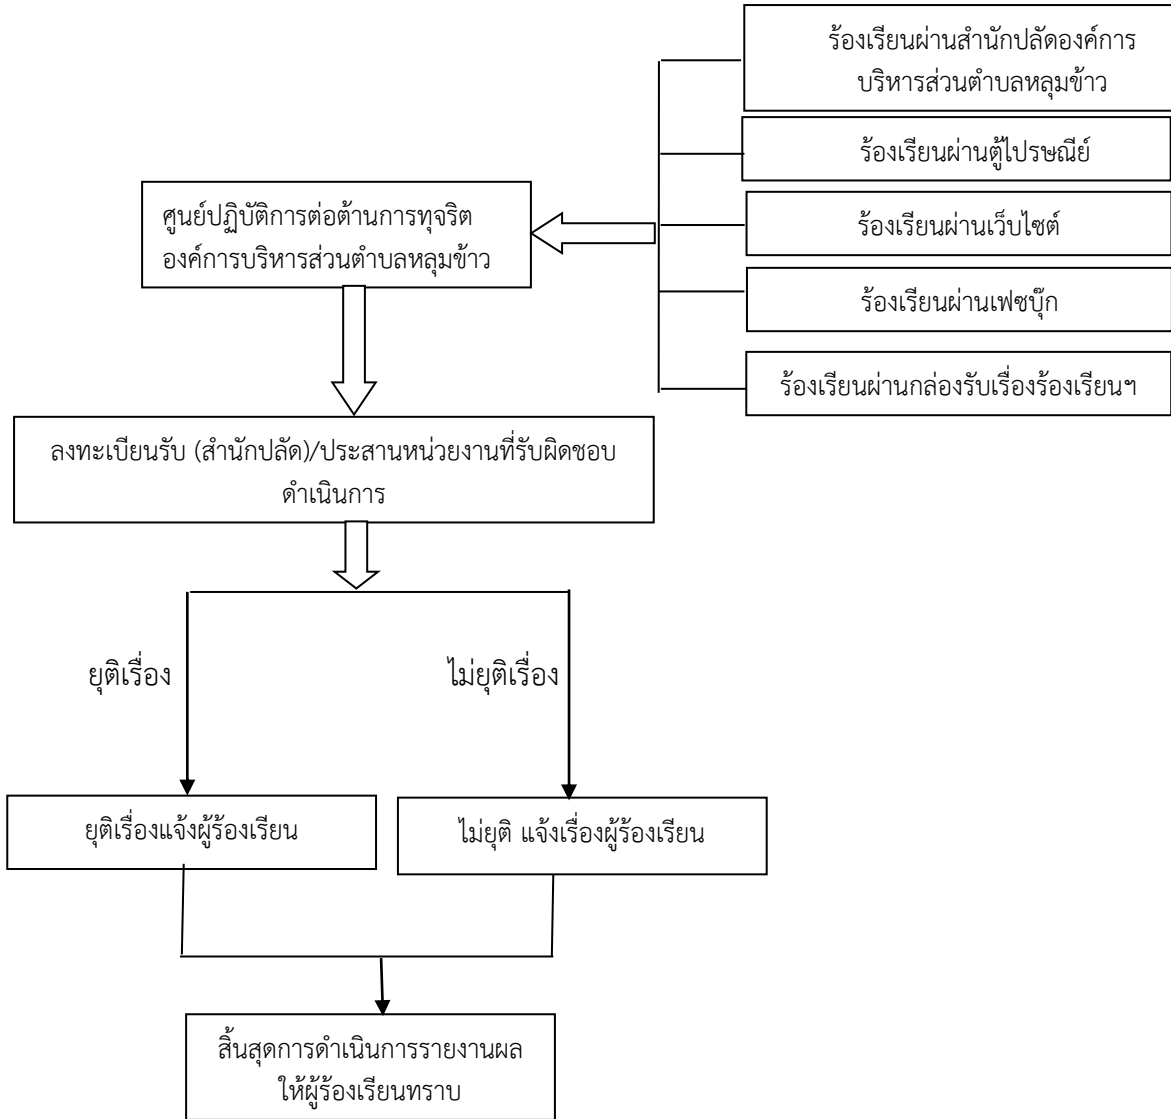 ร้องเรียนผ่านสำนักปลัดองค์การ
บริหารส่วนตำบลหลุมข้าว
ร้องเรียนผ่านตู้ไปรษณีย์
ร้องเรียนผ่านเว็บไซต์
ร้องเรียนผ่านเฟซบุ๊ก
ร้องเรียนผ่านกล่องรับเรื่องร้องเรียนฯ
ศูนย์ปฏิบัติการต่อต้านการทุจริต
องค์การบริหารส่วนตำบลหลุมข้าว
ลงทะเบียนรับ (สำนักปลัด)/ประสานหน่วยงานที่รับผิดชอบ
ดำเนินการ
ยุติเรื่อง
ไม่ยุติเรื่อง
ยุติเรื่องแจ้งผู้ร้องเรียน
ไม่ยุติ แจ้งเรื่องผู้ร้องเรียน
สิ้นสุดการดำเนินการรายงานผล
ให้ผู้ร้องเรียนทราบ